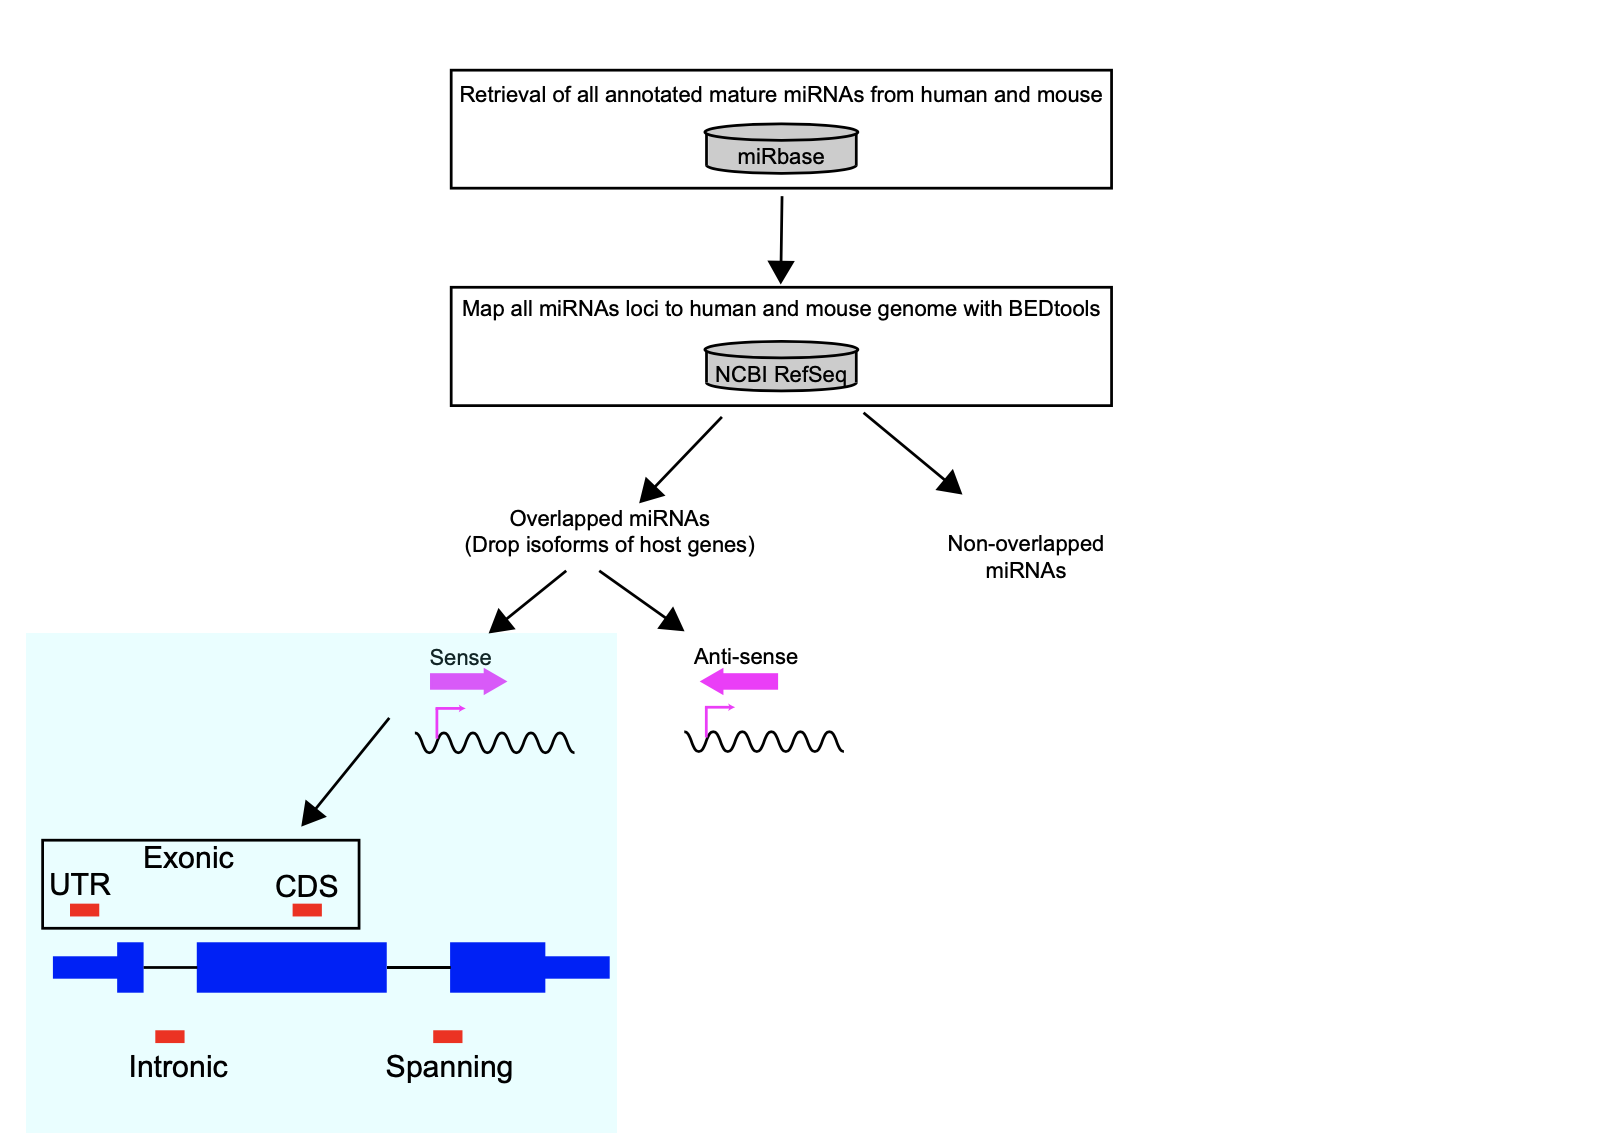 Retrieval of all annotated mature miRNAs from human and mouse
miRbase
Map all miRNAs loci to human and mouse genome with BEDtools
NCBI RefSeq
Overlapped miRNAs
(Drop isoforms of host genes)
Non-overlapped
miRNAs
Sense
Anti-sense
Exonic
UTR
CDS
Intronic
Spanning